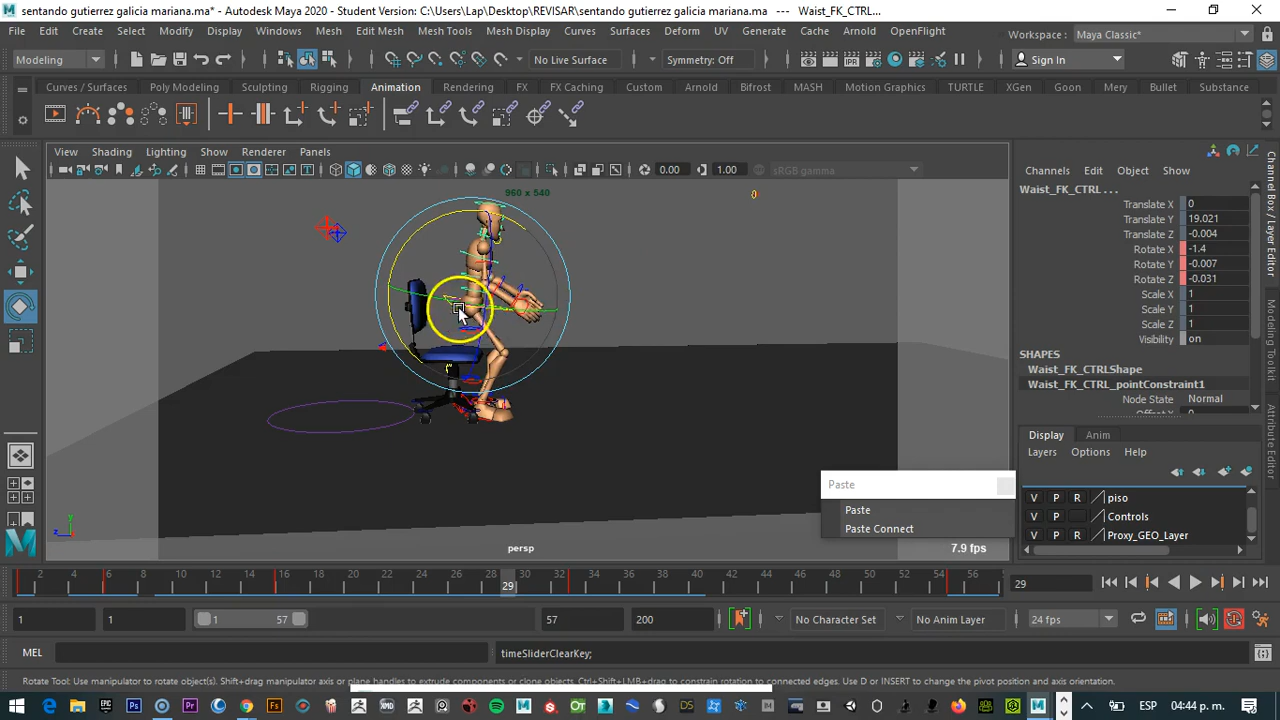 sentando gutierrez galicia mariana.ma* - Autodesk Maya 2020 - Student Version: C:\Users\Lap\Desktop\REVISAR\sentando gutierrez galicia mariana.ma --- Waist_FK_CTRL...
File Edit Create Select Modify Display Windows Mesh Edit Mesh Mesh Tools Mesh Display Curves Surfaces Deform UV Generate Cache Arnold OpenFlight Workspace : Maya Classic*
Modeling No Live Surface Symmetry: Off Sign In
Curves / Surfaces Poly Modeling Sculpting Rigging Animation Rendering FX FX Caching Custom Arnold Bifrost MASH Motion Graphics TURTLE XGen Goon Mery Bullet Substance
View Shading Lighting Show Renderer Panels
0.00 1.00 sRGB gamma
960 x 540
persp
7.9 fps
Channels Edit Object Show
Waist_FK_CTRL . . .
Translate X 0
Translate Y 19.021
Translate Z -0.004
Rotate X -1.4
Rotate Y -0.007
Rotate Z -0.031
Scale X 1
Scale Y 1
Scale Z 1
Visibility on
SHAPES
Waist_FK_CTRLShape
Waist_FK_CTRL_pointConstraint1
Node State Normal
Display Anim
Layers Options Help
V P R piso
V P Controls
V P R Proxy_GEO_Layer
Channel Box / Layer Editor
Modeling Toolkit
Attribute Editor
Paste
Paste
Paste Connect
2 4 6 8 10 12 14 16 18 20 22 24 26 28 29 30 32 34 36 38 40 42 44 46 48 50 52 54 56 29
1 1 1 57 57 200 No Character Set No Anim Layer 24 fps
MEL timeSliderClearKey;
Rotate Tool: Use manipulator to rotate object(s). Shift+drag manipulator axis or plane handles to extrude components or clone objects. Ctrl+Shift+LMB+drag to constrain rotation to connected edges. Use D or INSERT to change the pivot position and axis orientation.
ESP 04:44 p. m.